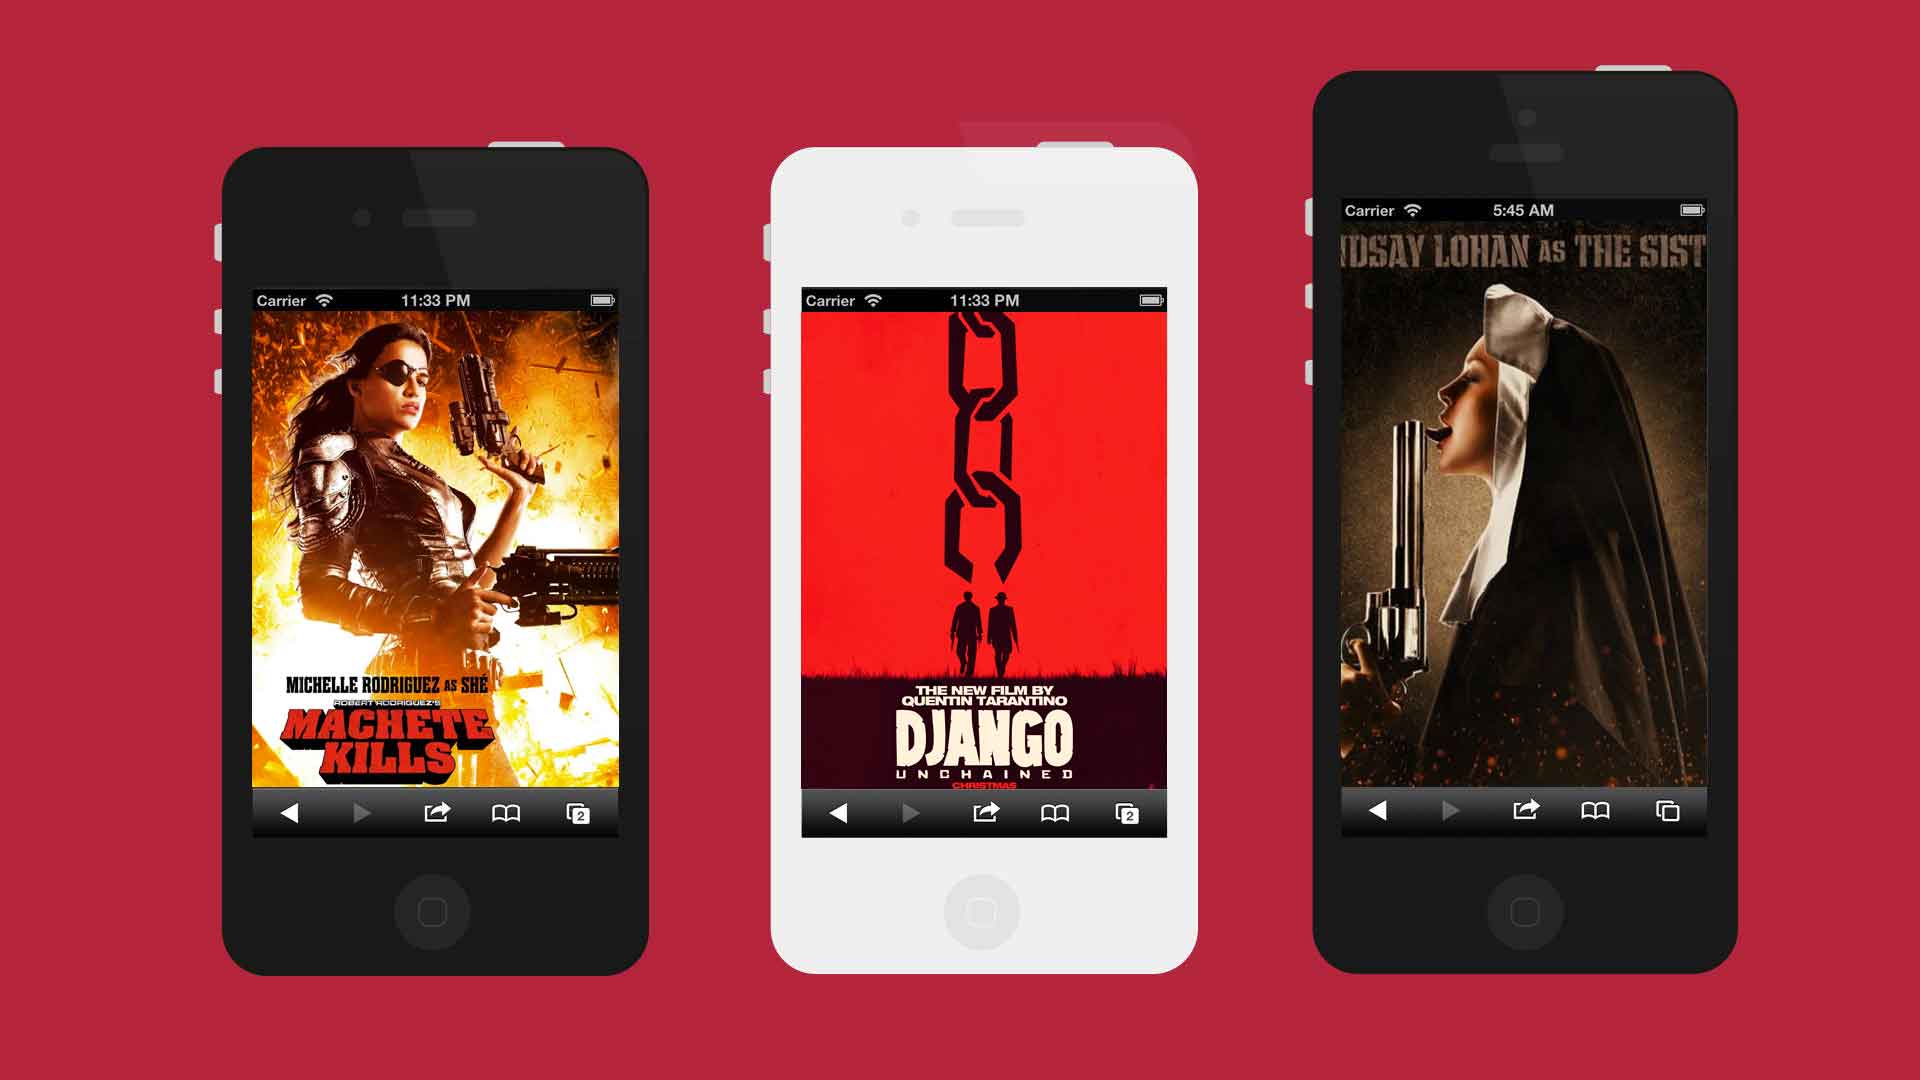 Carrier 11:33 PM
MICHELLE RODRIGUEZ AS SHÉ
ROBERT RODRIGUEZ'S
MACHETE
KILLS
2
Carrier 11:33 PM
THE NEW FILM BY
QUENTIN TARANTINO
DJANGO
UNCHAINED
CHRISTMAS
2
Carrier 5:45 AM
NDSAY LOHAN AS THE SIST